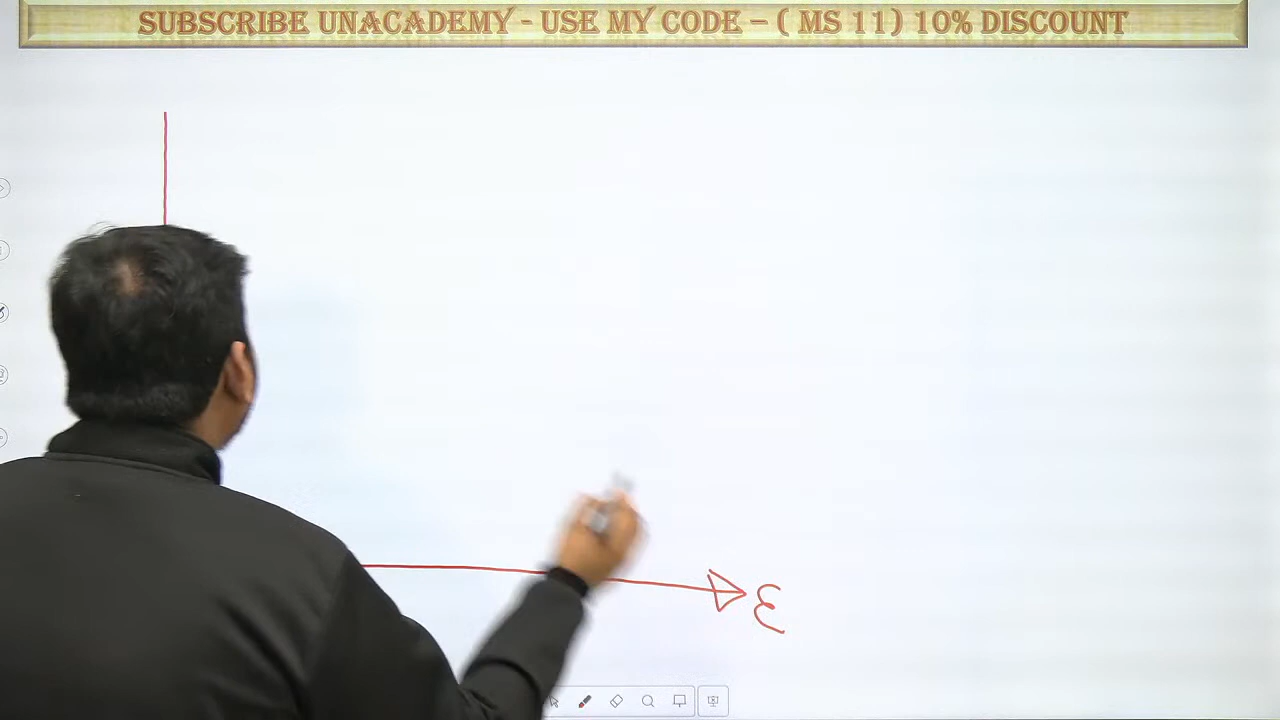 SUBSCRIBE UNACADEMY - USE MY CODE – ( MS 11) 10% DISCOUNT
ε